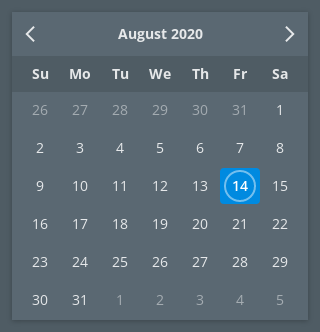 August 2020
Su Mo Tu We Th Fr Sa
26 27 28 29 30 31 1
2 3 4 5 6 7 8
9 10 11 12 13 14 15
16 17 18 19 20 21 22
23 24 25 26 27 28 29
30 31 1 2 3 4 5